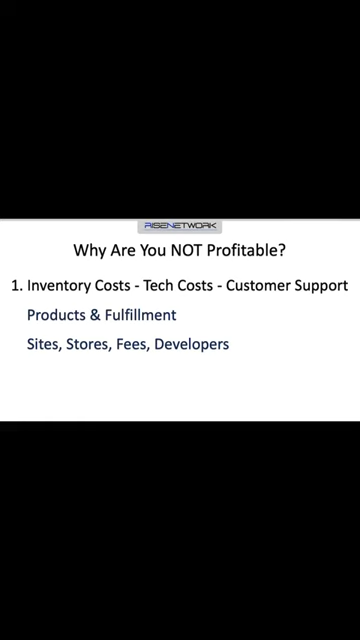 RISENETWORK
Why Are You NOT Profitable?
1. Inventory Costs - Tech Costs - Customer Support
Products & Fulfillment
Sites, Stores, Fees, Developers